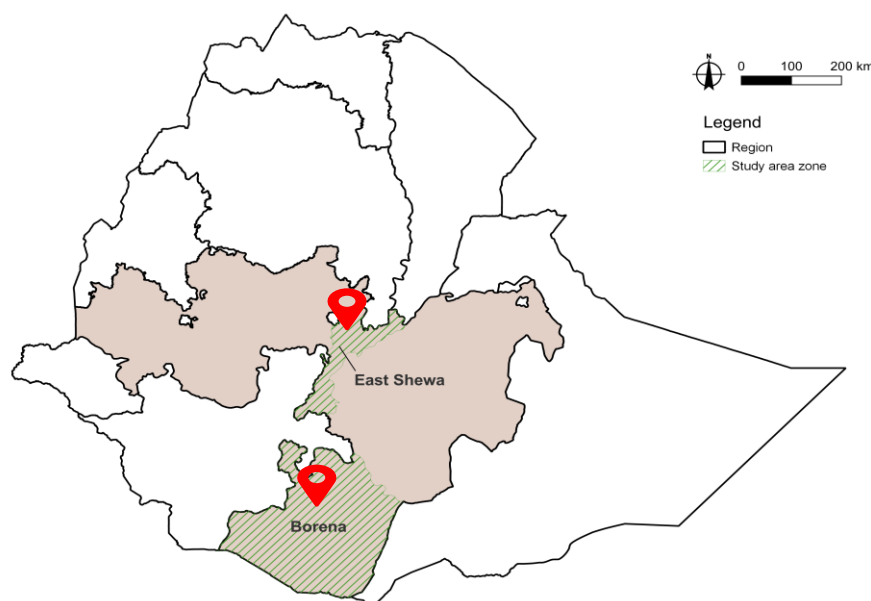 N
0 100 200 km
Legend
Region
Study area zone
East Shewa
Borena